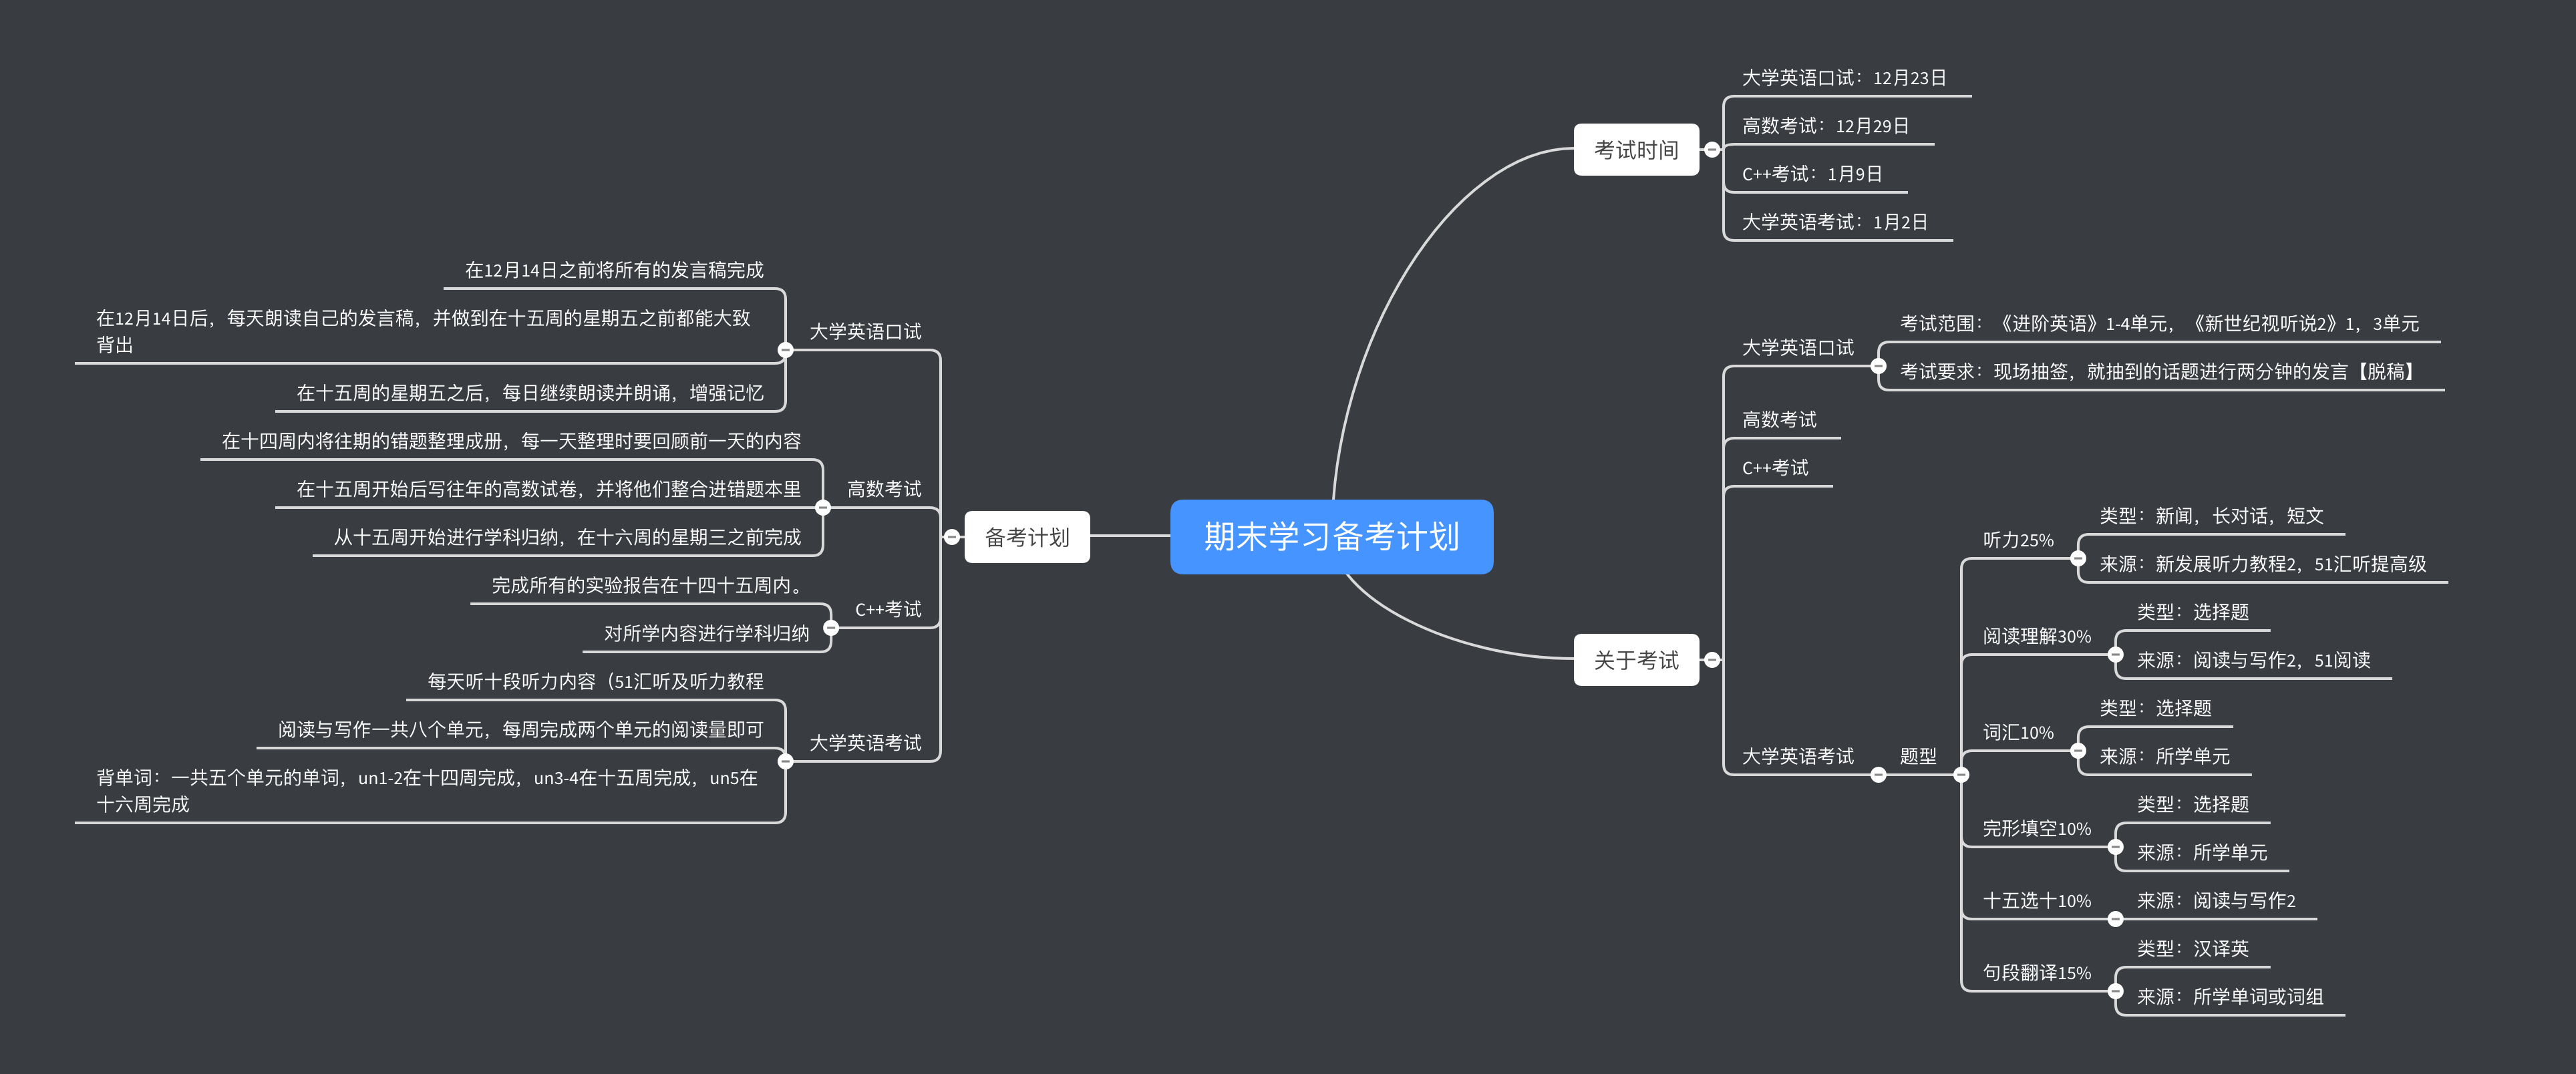 期末学习备考计划
考试时间
大学英语口试：12月23日
高数考试：12月29日
C++考试：1月9日
大学英语考试：1月2日
关于考试
大学英语口试
考试范围：《进阶英语》1-4单元，《新世纪视听说2》1，3单元
考试要求：现场抽签，就抽到的话题进行两分钟的发言【脱稿】
高数考试
C++考试
大学英语考试
题型
听力25%
类型：新闻，长对话，短文
来源：新发展听力教程2，51汇听提高级
阅读理解30%
类型：选择题
来源：阅读与写作2，51阅读
词汇10%
类型：选择题
来源：所学单元
完形填空10%
类型：选择题
来源：所学单元
十五选十10%
来源：阅读与写作2
句段翻译15%
类型：汉译英
来源：所学单词或词组
备考计划
大学英语口试
在12月14日之前将所有的发言稿完成
在12月14日后，每天朗读自己的发言稿，并做到在十五周的星期五之前都能大致
背出
在十五周的星期五之后，每日继续朗读并朗诵，增强记忆
高数考试
在十四周内将往期的错题整理成册，每一天整理时要回顾前一天的内容
在十五周开始后写往年的高数试卷，并将他们整合进错题本里
从十五周开始进行学科归纳，在十六周的星期三之前完成
C++考试
完成所有的实验报告在十四十五周内。
对所学内容进行学科归纳
大学英语考试
每天听十段听力内容（51汇听及听力教程
阅读与写作一共八个单元，每周完成两个单元的阅读量即可
背单词：一共五个单元的单词，un1-2在十四周完成，un3-4在十五周完成，un5在
十六周完成